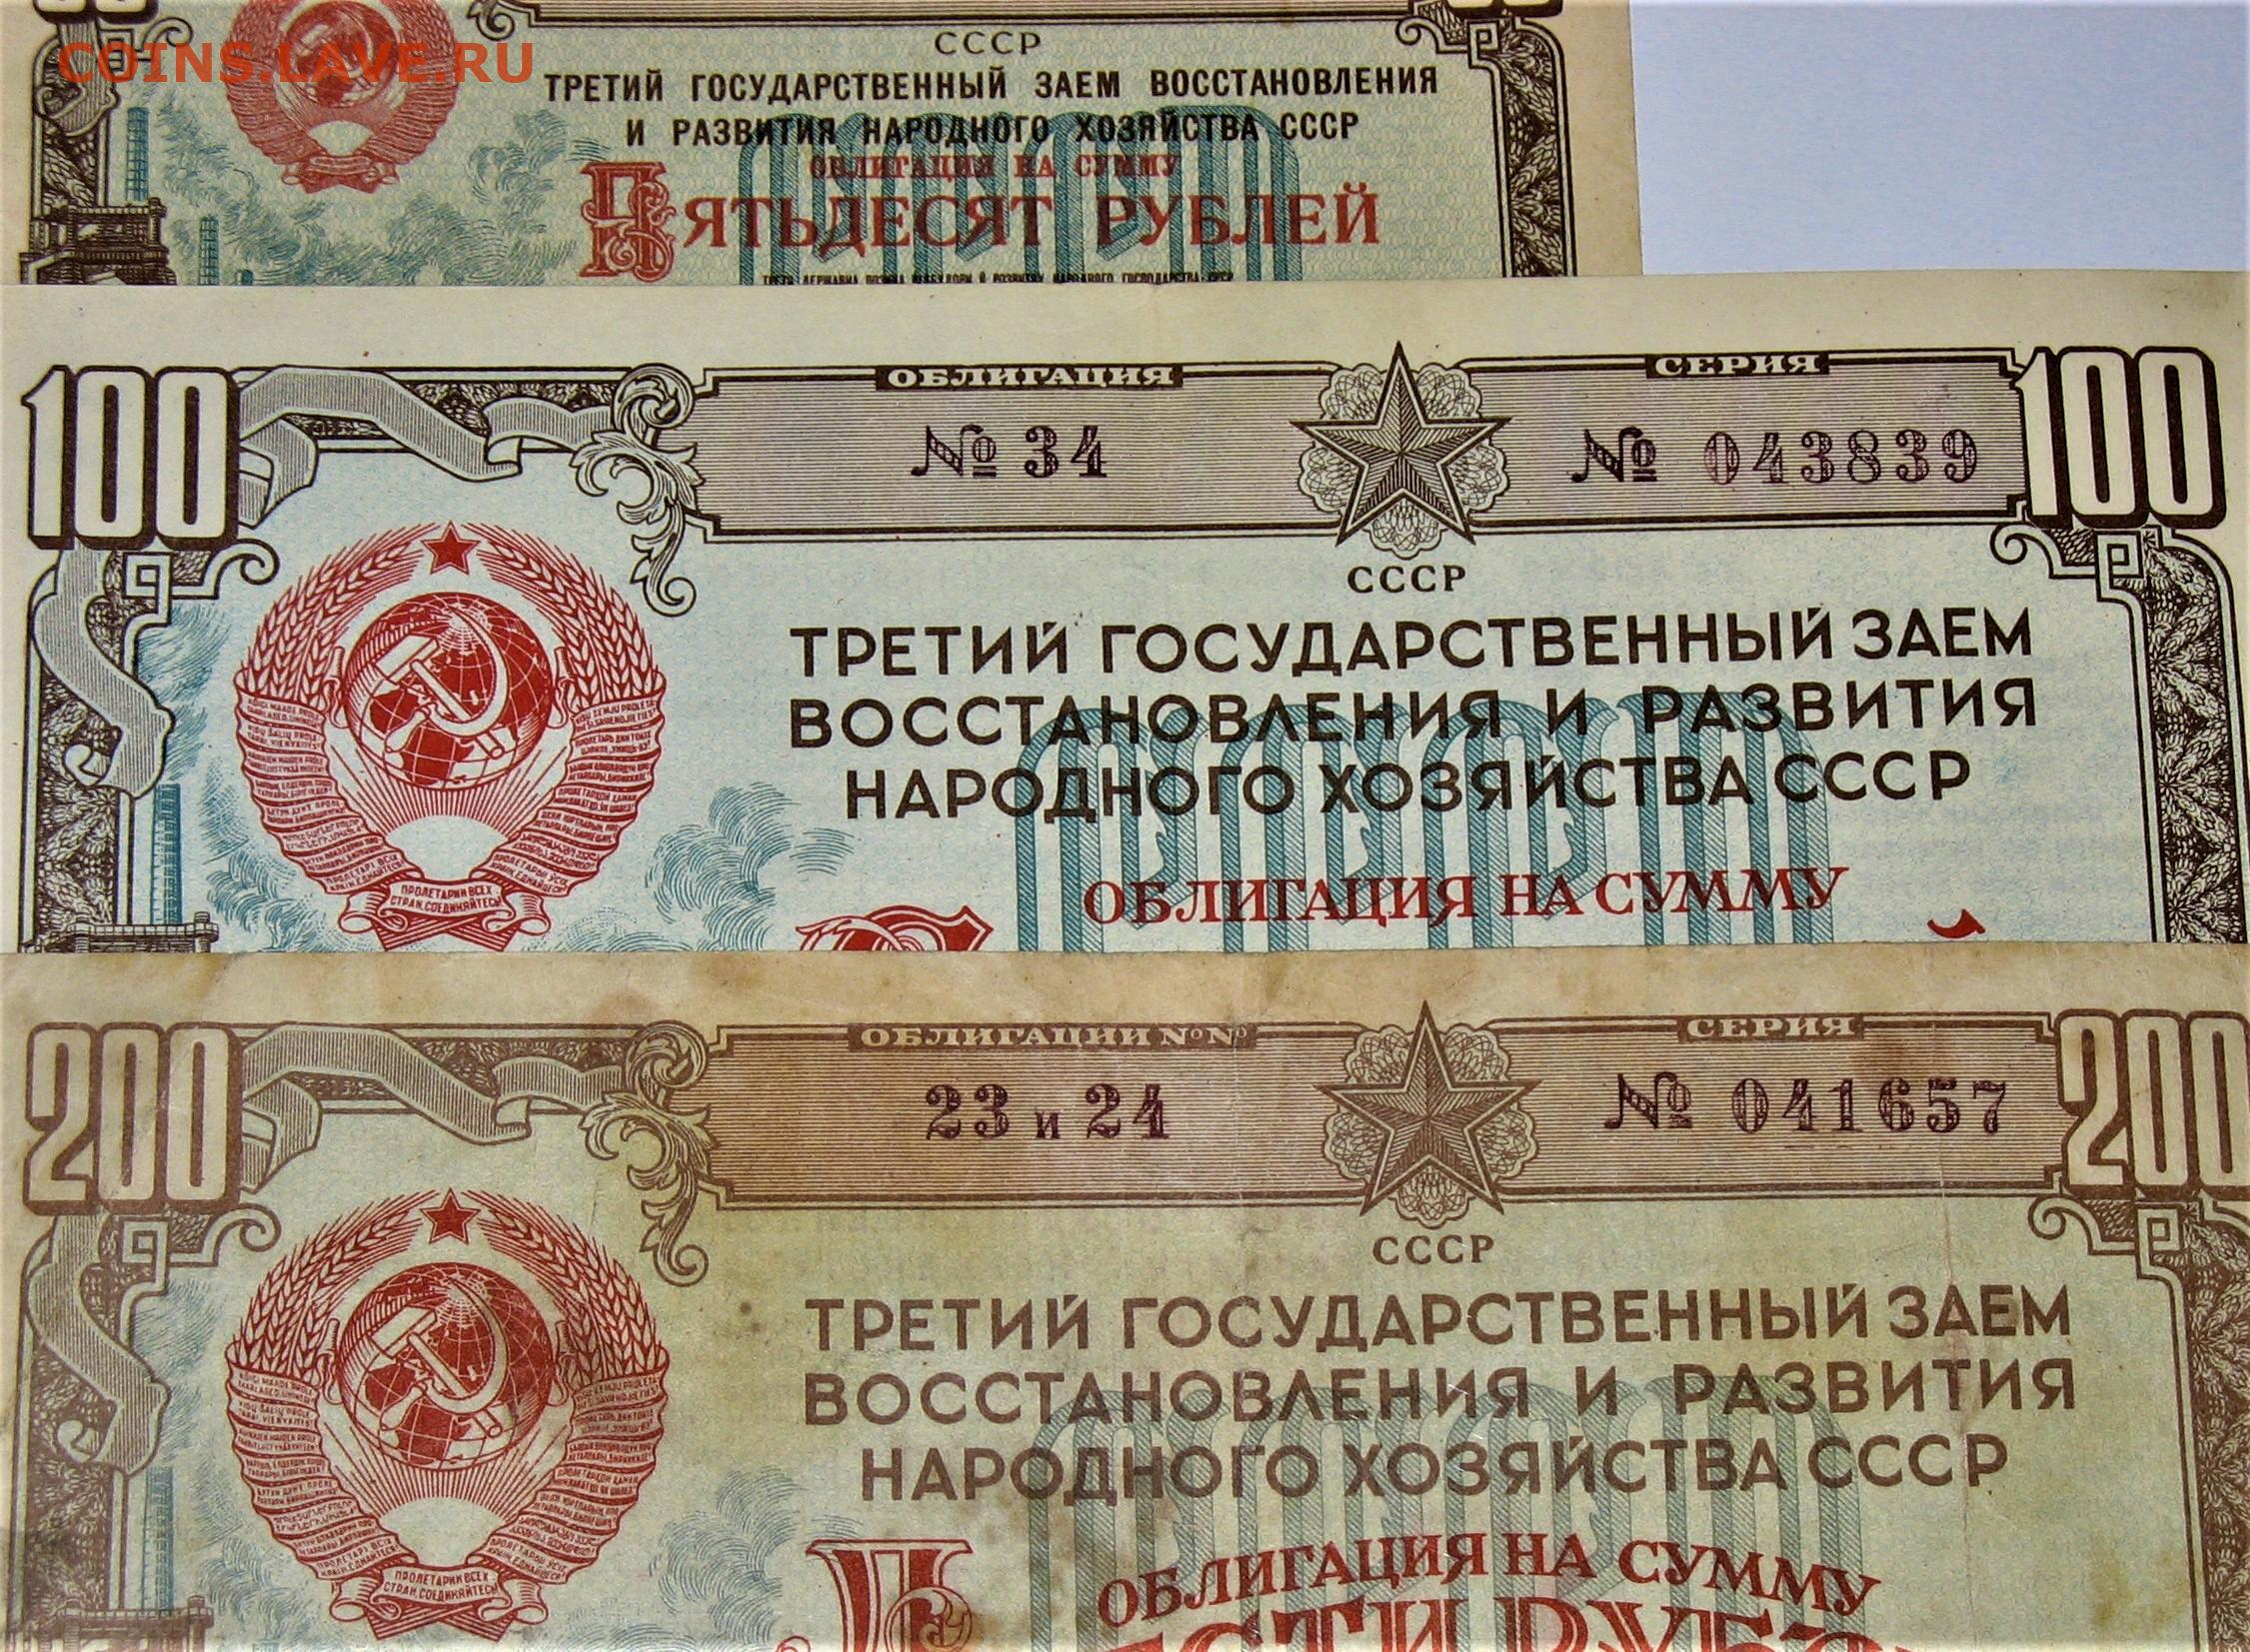 COINS.LAVE.RU
СССР
ТРЕТИЙ ГОСУДАРСТВЕННЫЙ ЗАЕМ ВОССТАНОВЛЕНИЯ
И РАЗВИТИЯ НАРОДНОГО ХОЗЯЙСТВА СССР
ОБЛИГАЦИЯ НА СУММУ
ПЯТЬДЕСЯТ РУБЛЕЙ
100 ОБЛИГАЦИЯ СЕРИЯ 100
№ 34 № 043839
СССР
ТРЕТИЙ ГОСУДАРСТВЕННЫЙ ЗАЕМ
ВОССТАНОВЛЕНИЯ И РАЗВИТИЯ
НАРОДНОГО ХОЗЯЙСТВА СССР
ОБЛИГАЦИЯ НА СУММУ
ПРОЛЕТАРИИ ВСЕХ
СТРАН, СОЕДИНЯЙТЕСЬ!
200 ОБЛИГАЦИИ №№ СЕРИЯ 200
23 и 24 № 041657
СССР
ТРЕТИЙ ГОСУДАРСТВЕННЫЙ ЗАЕМ
ВОССТАНОВЛЕНИЯ И РАЗВИТИЯ
НАРОДНОГО ХОЗЯЙСТВА СССР
ОБЛИГАЦИЯ НА СУММУ
ПРОЛЕТАРИИ ВСЕХ
СТРАН, СОЕДИНЯЙТЕСЬ!